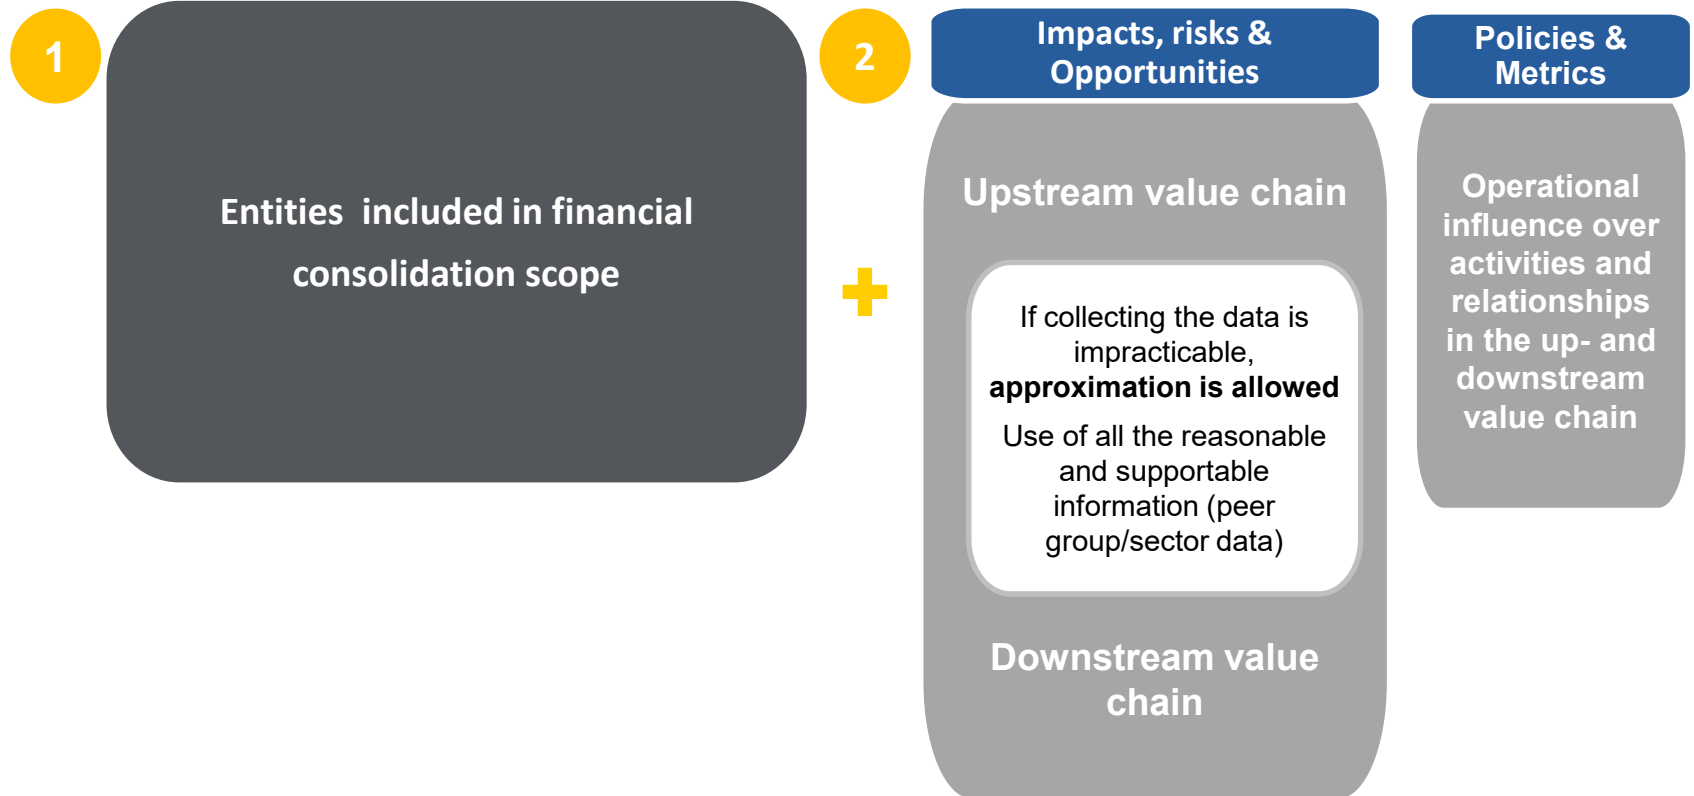 1
Entities included in financial
consolidation scope
2
Impacts, risks &
Opportunities
Upstream value chain
If collecting the data is
impracticable,
approximation is allowed
Use of all the reasonable
and supportable
information (peer
group/sector data)
Downstream value
chain
Policies &
Metrics
Operational
influence over
activities and
relationships
in the up- and
downstream
value chain